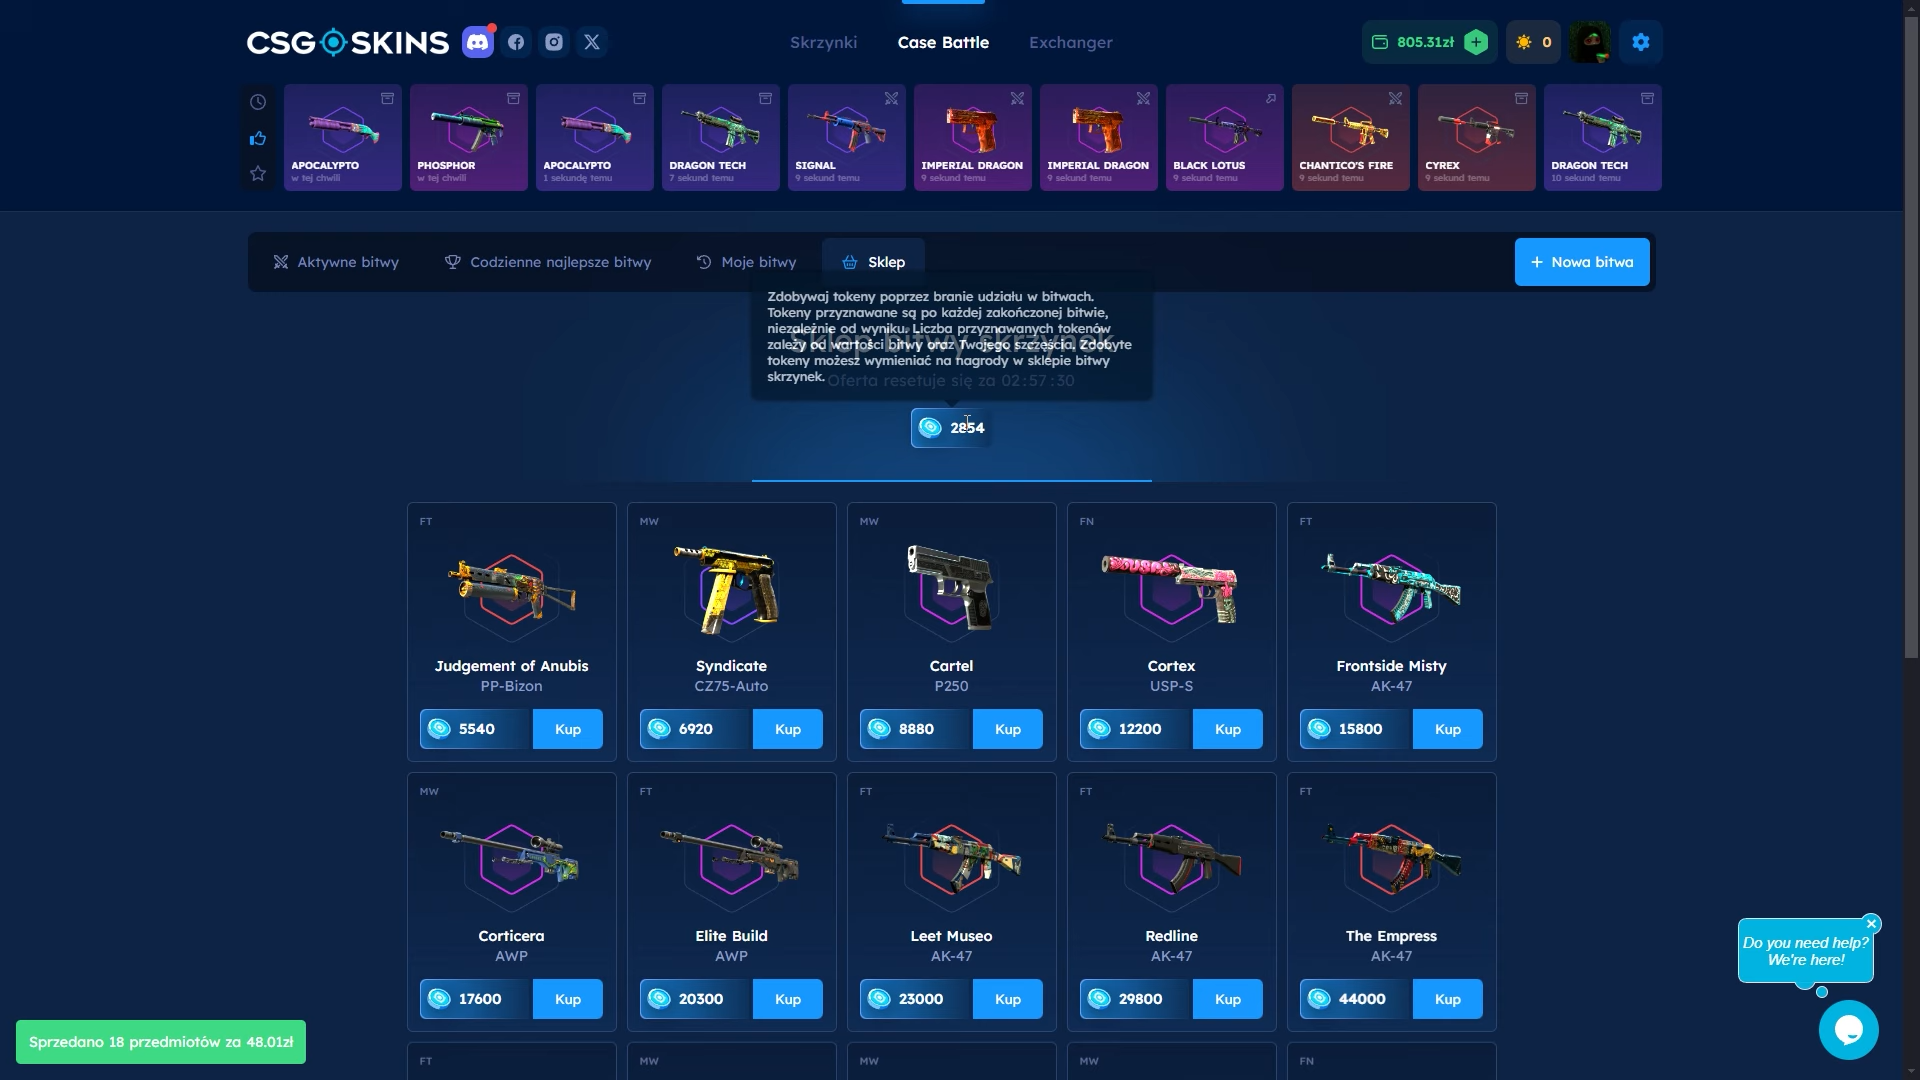 CSG SKINS
Skrzynki
Case Battle
Exchanger
805.31zł
0
APOCALYPTO
w tej chwili
PHOSPHOR
w tej chwili
APOCALYPTO
1 sekundę temu
DRAGON TECH
7 sekund temu
SIGNAL
9 sekund temu
IMPERIAL DRAGON
9 sekund temu
IMPERIAL DRAGON
9 sekund temu
BLACK LOTUS
9 sekund temu
CHANTICO'S FIRE
9 sekund temu
CYREX
9 sekund temu
DRAGON TECH
10 sekund temu
Aktywne bitwy
Codzienne najlepsze bitwy
Moje bitwy
Sklep
+ Nowa bitwa
Zdobywaj tokeny poprzez branie udziału w bitwach.
Tokeny przyznawane są po każdej zakończonej bitwie,
niezależnie od wyniku. Liczba przyznawanych tokenów
zależy od wartości bitwy oraz Twojego szczęścia. Zdobyte
tokeny możesz wymieniać na nagrody w sklepie bitwy
skrzynek.
Sklep bitwy skrzynek
Oferta resetuje się za 02:57:30
2854
FT
Judgement of Anubis
PP-Bizon
5540
Kup
MW
Syndicate
CZ75-Auto
6920
Kup
MW
Cartel
P250
8880
Kup
FN
Cortex
USP-S
12200
Kup
FT
Frontside Misty
AK-47
15800
Kup
MW
Corticera
AWP
17600
Kup
FT
Elite Build
AWP
20300
Kup
FT
Leet Museo
AK-47
23000
Kup
FT
Redline
AK-47
29800
Kup
FT
The Empress
AK-47
44000
Kup
FT
MW
MW
MW
FN
Do you need help?
We're here!
Sprzedano 18 przedmiotów za 48.01zł